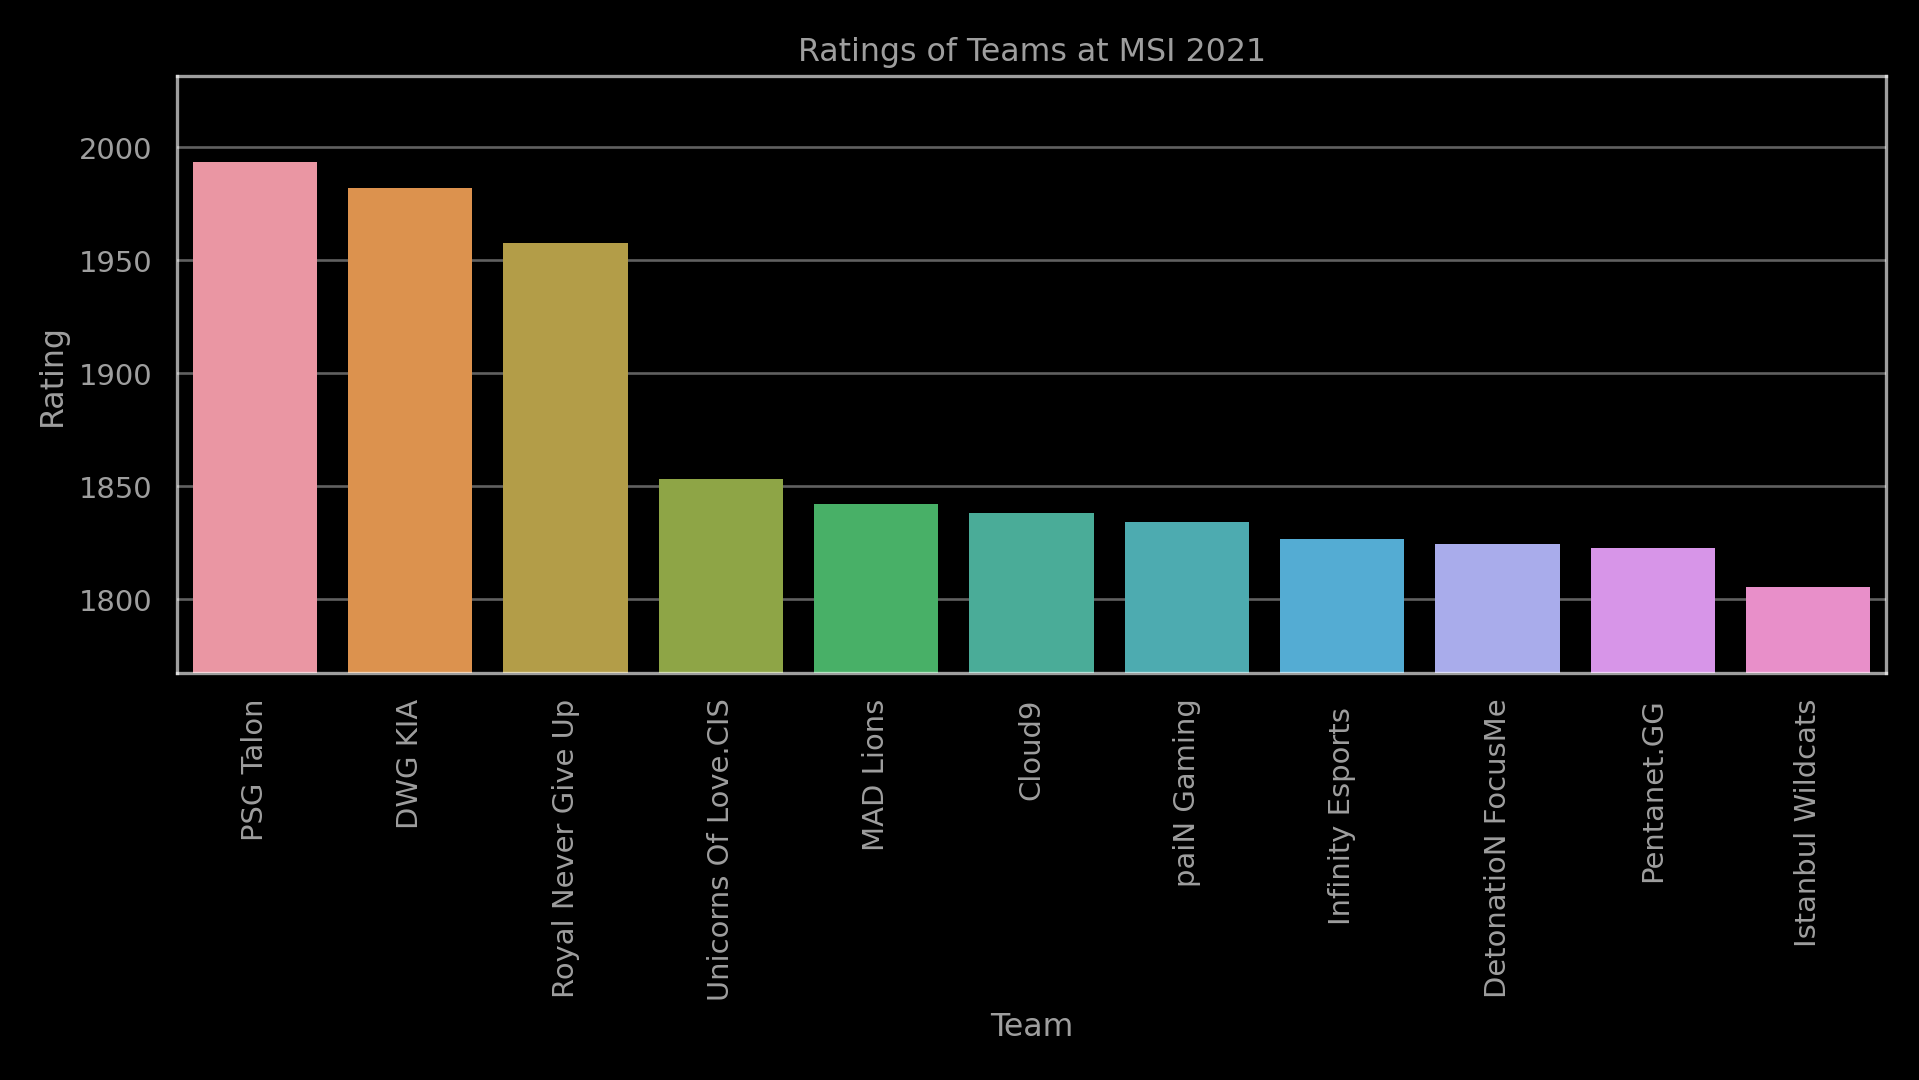 Ratings of Teams at MSI 2021
Rating
2000
1950
1900
1850
1800
PSG Talon
DWG KIA
Royal Never Give Up
Unicorns Of Love.CIS
MAD Lions
Cloud9
paiN Gaming
Infinity Esports
DetonatioN FocusMe
Pentanet.GG
Istanbul Wildcats
Team